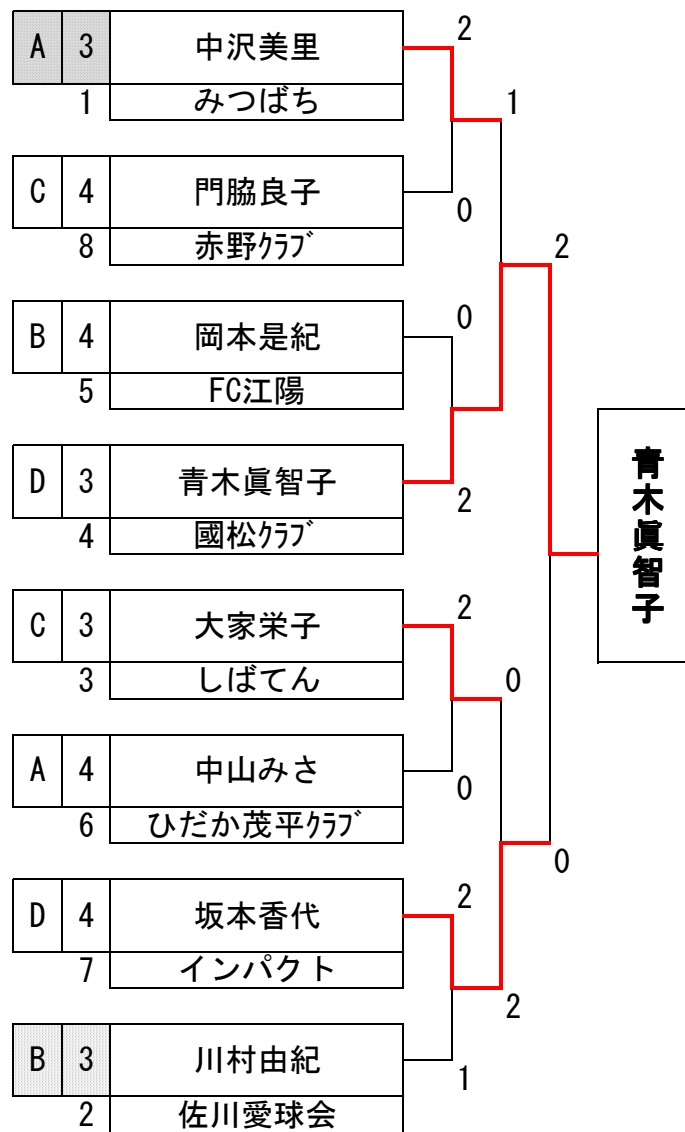 A 3 中沢美里 2
1 みつばち 1
C 4 門脇良子
8 赤野ｸﾗﾌﾞ 0
2
B 4 岡本是紀 0
5 FC江陽
D 3 青木眞智子 2
4 國松ｸﾗﾌﾞ
青木眞智子
C 3 大家栄子 2
3 しばてん 0
A 4 中山みさ 0
6 ひだか茂平ｸﾗﾌﾞ
0
D 4 坂本香代 2
7 インパクト
2
B 3 川村由紀 1
2 佐川愛球会